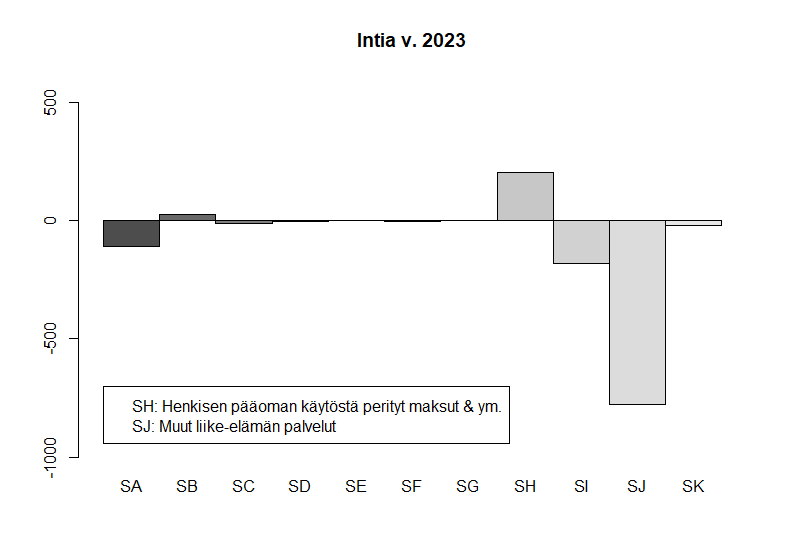 Intia v. 2023
500
0
-500
-1000
SH: Henkisen pääoman käytöstä perityt maksut & ym.
SJ: Muut liike-elämän palvelut
SA SB SC SD SE SF SG SH SI SJ SK